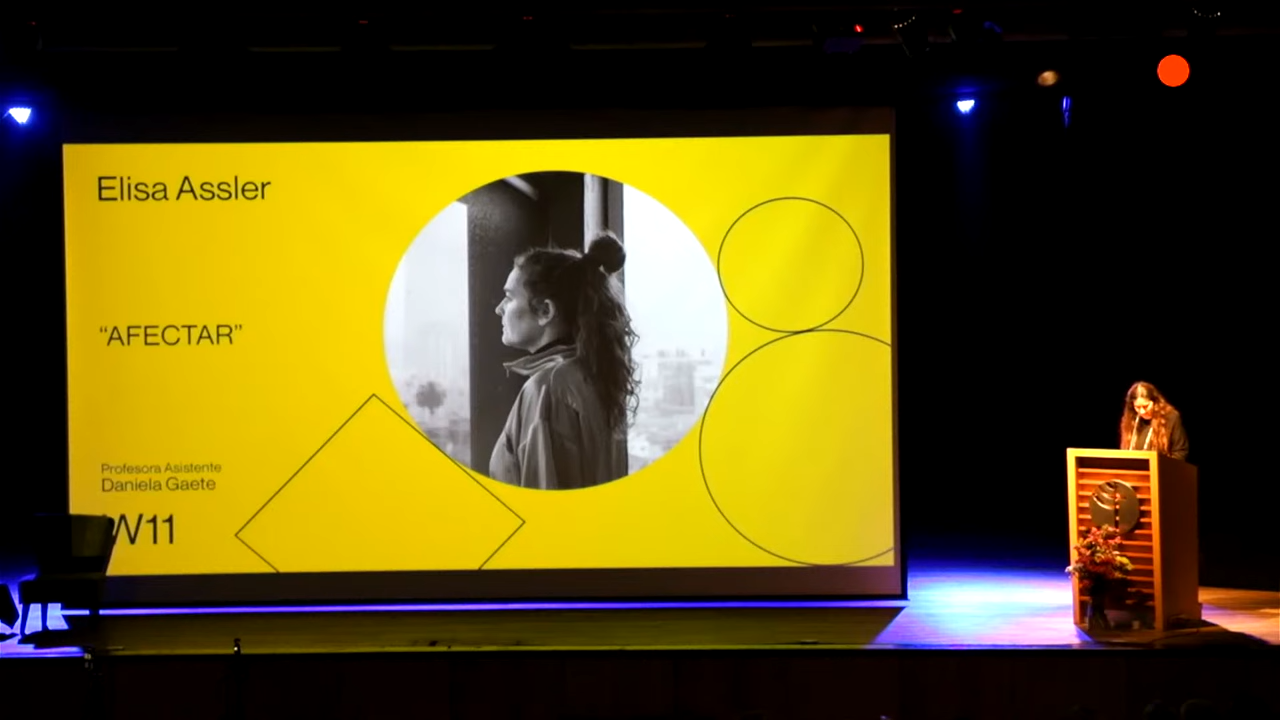 Elisa Assler
“AFECTAR”
Profesora Asistente
Daniela Gaete
W11